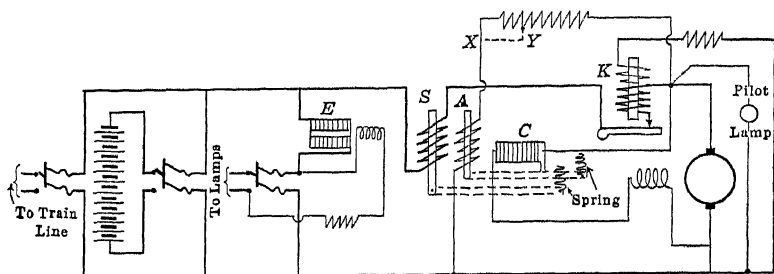 X
Y
K
E
S
A
C
Pilot
Lamp
To Lamps
Spring
To Train
Line